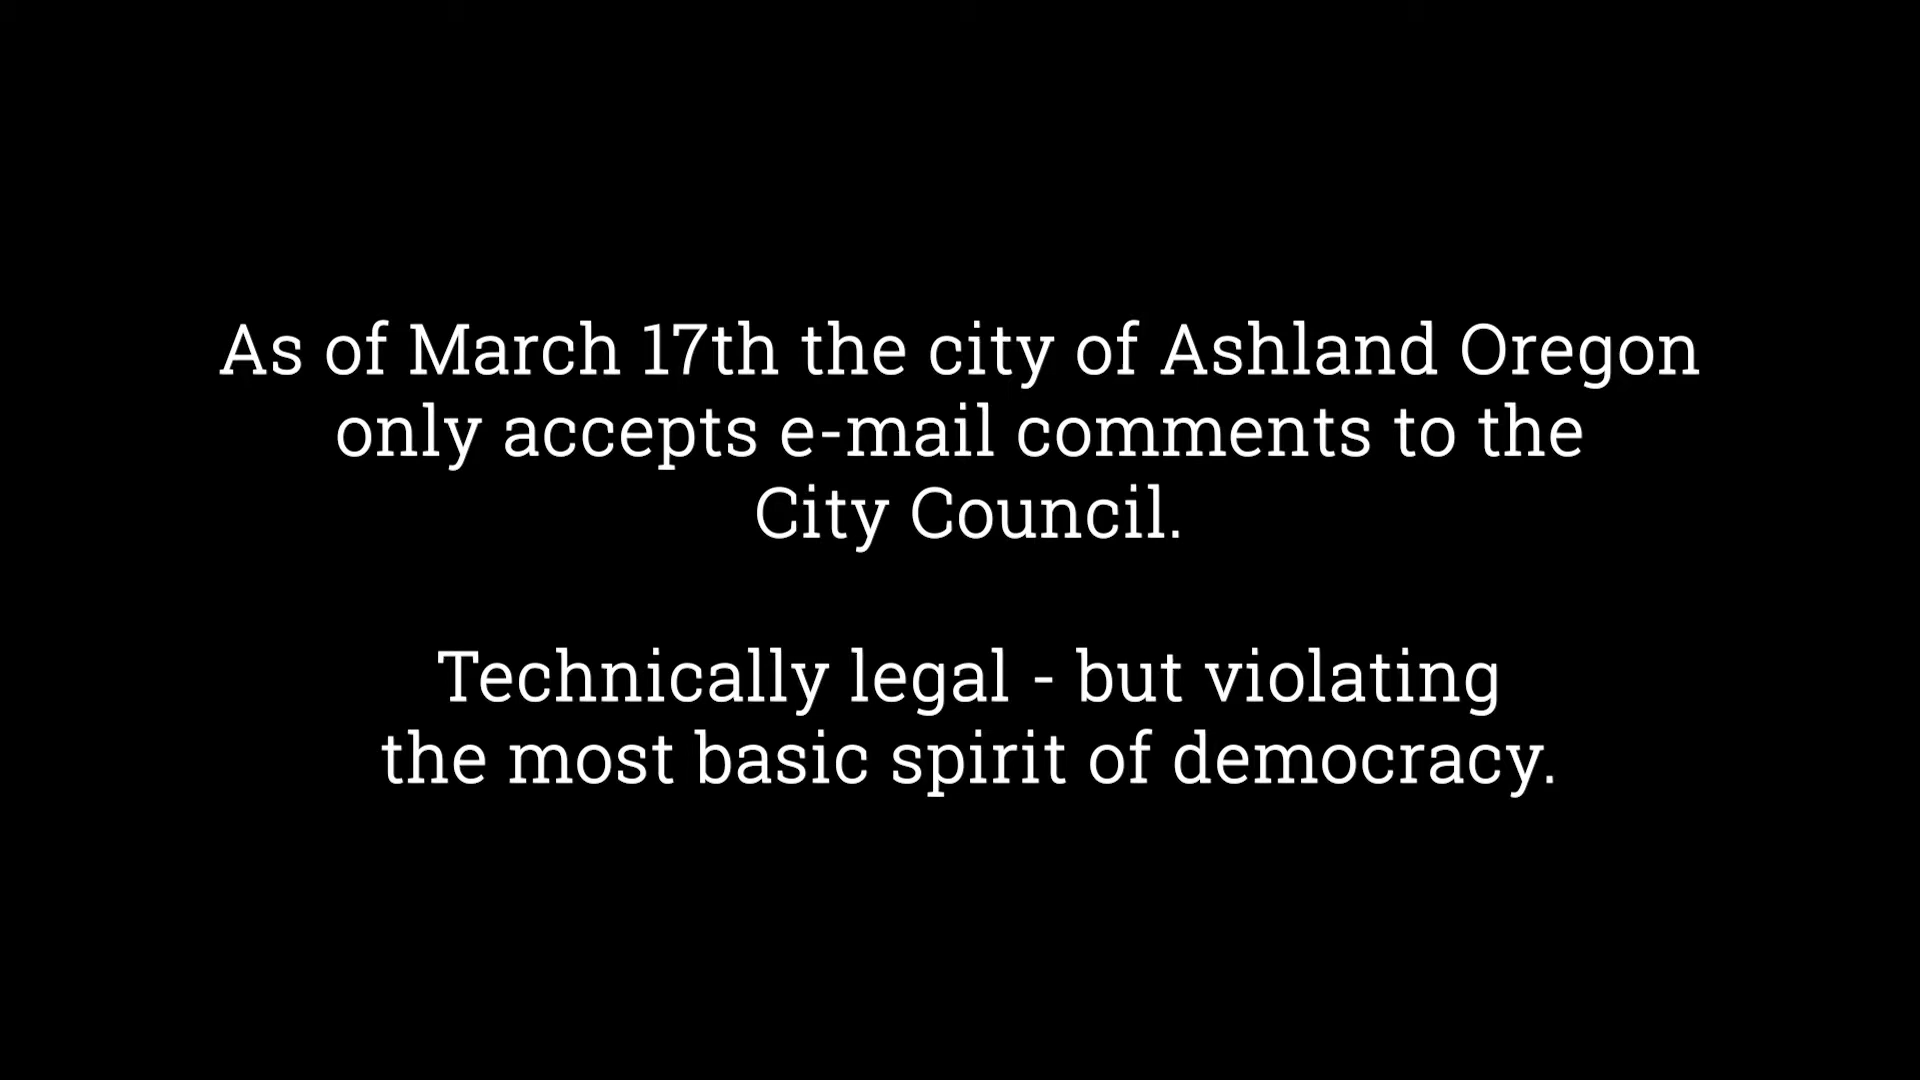 As of March 17th the city of Ashland Oregon
only accepts e-mail comments to the
City Council.
Technically legal - but violating
the most basic spirit of democracy.